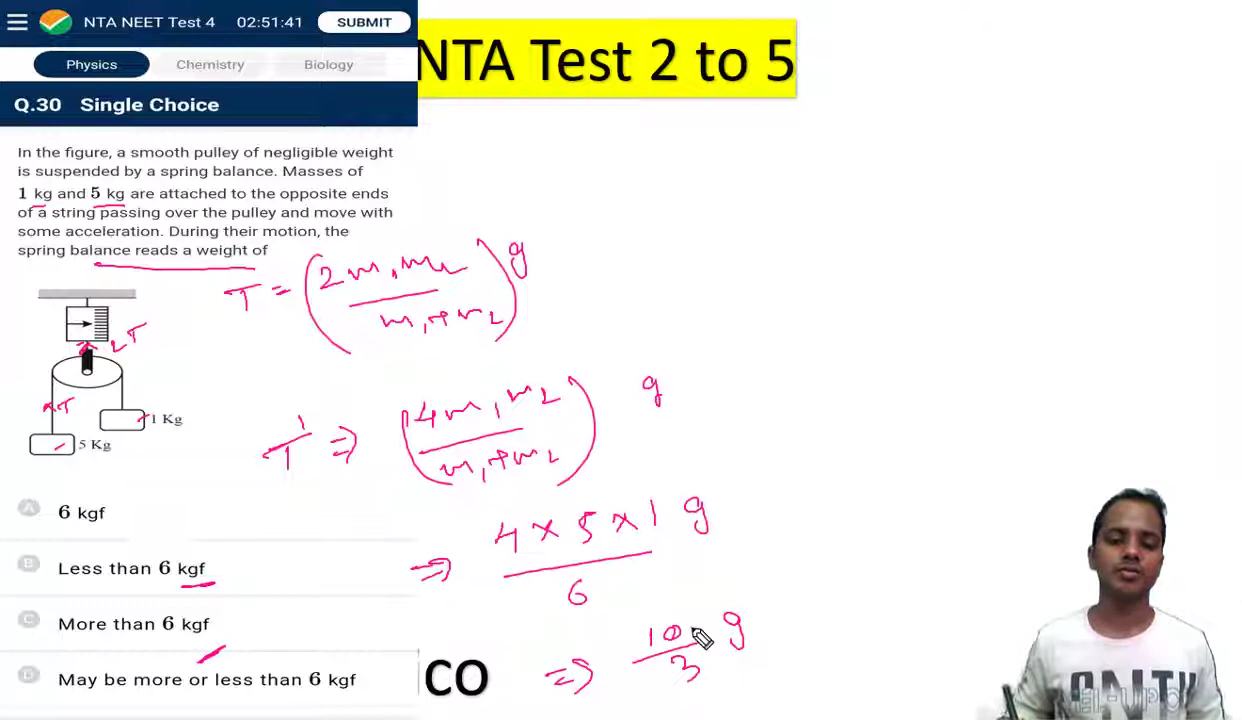 NTA NEET Test 4 02:51:41 SUBMIT
NTA Test 2 to 5
Physics Chemistry Biology
Q.30 Single Choice
In the figure, a smooth pulley of negligible weight
is suspended by a spring balance. Masses of
1 kg and 5 kg are attached to the opposite ends
of a string passing over the pulley and move with
some acceleration. During their motion, the
spring balance reads a weight of
T = (2m₁m₂ / m₁+m₂) g
2T
T
1 Kg
5 Kg
T' ⇒ (4m₁m₂ / m₁+m₂) g
A 6 kgf
⇒ 4 × 5 × 1 g / 6
B Less than 6 kgf
C More than 6 kgf
⇒ 10/3 g
D May be more or less than 6 kgf
co